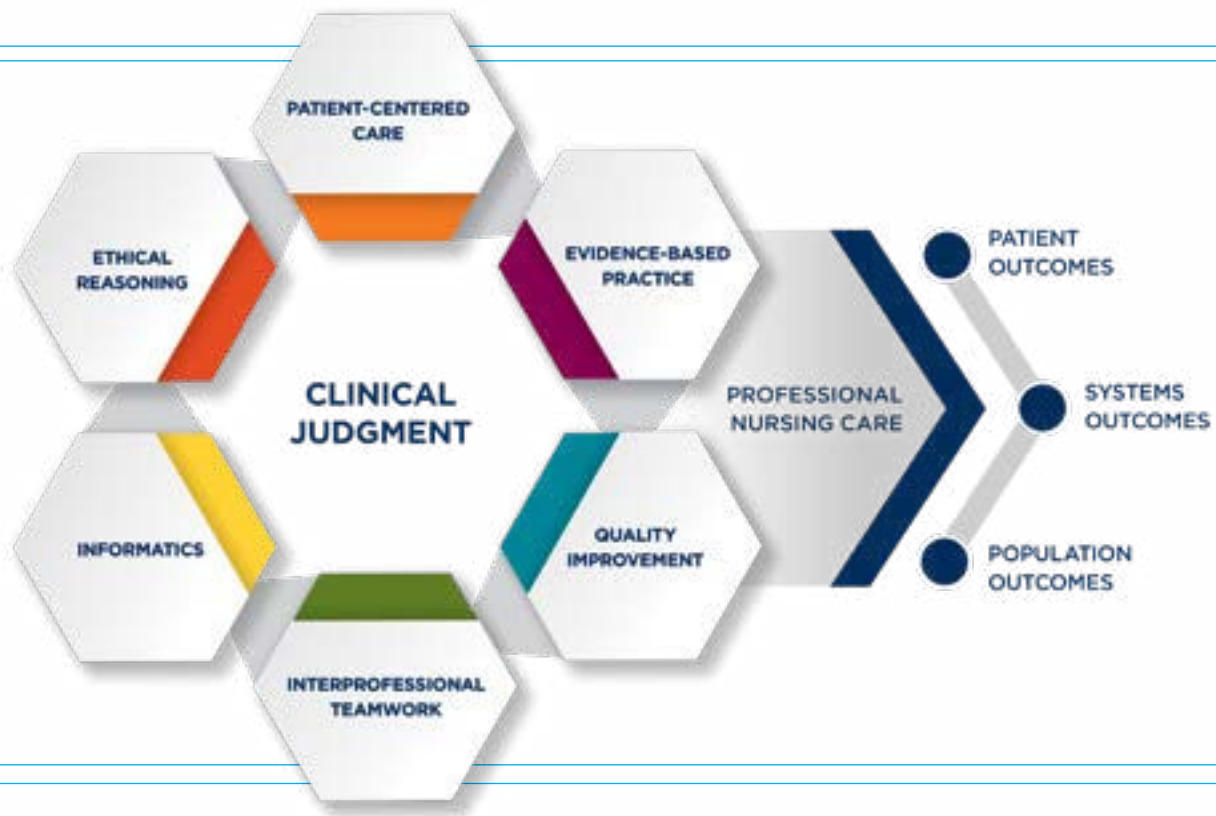 PATIENT-CENTERED
CARE
EVIDENCE-BASED
PRACTICE
QUALITY
IMPROVEMENT
INTERPROFESSIONAL
TEAMWORK
INFORMATICS
ETHICAL
REASONING
CLINICAL
JUDGMENT
PROFESSIONAL
NURSING CARE
PATIENT
OUTCOMES
SYSTEMS
OUTCOMES
POPULATION
OUTCOMES